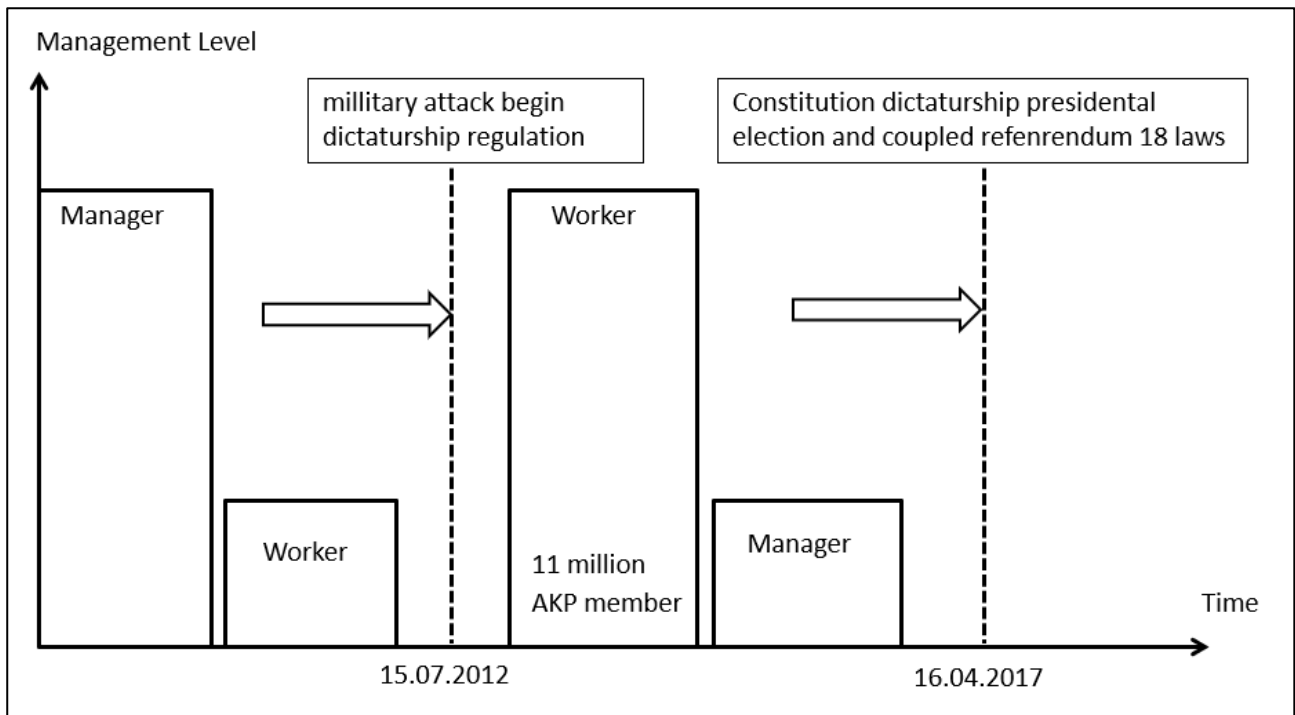 Management Level
millitary attack begin
dictaturship regulation
Constitution dictaturship presidental
election and coupled refenrendum 18 laws
Manager
Worker
Worker
11 million
AKP member
Manager
Time
15.07.2012
16.04.2017